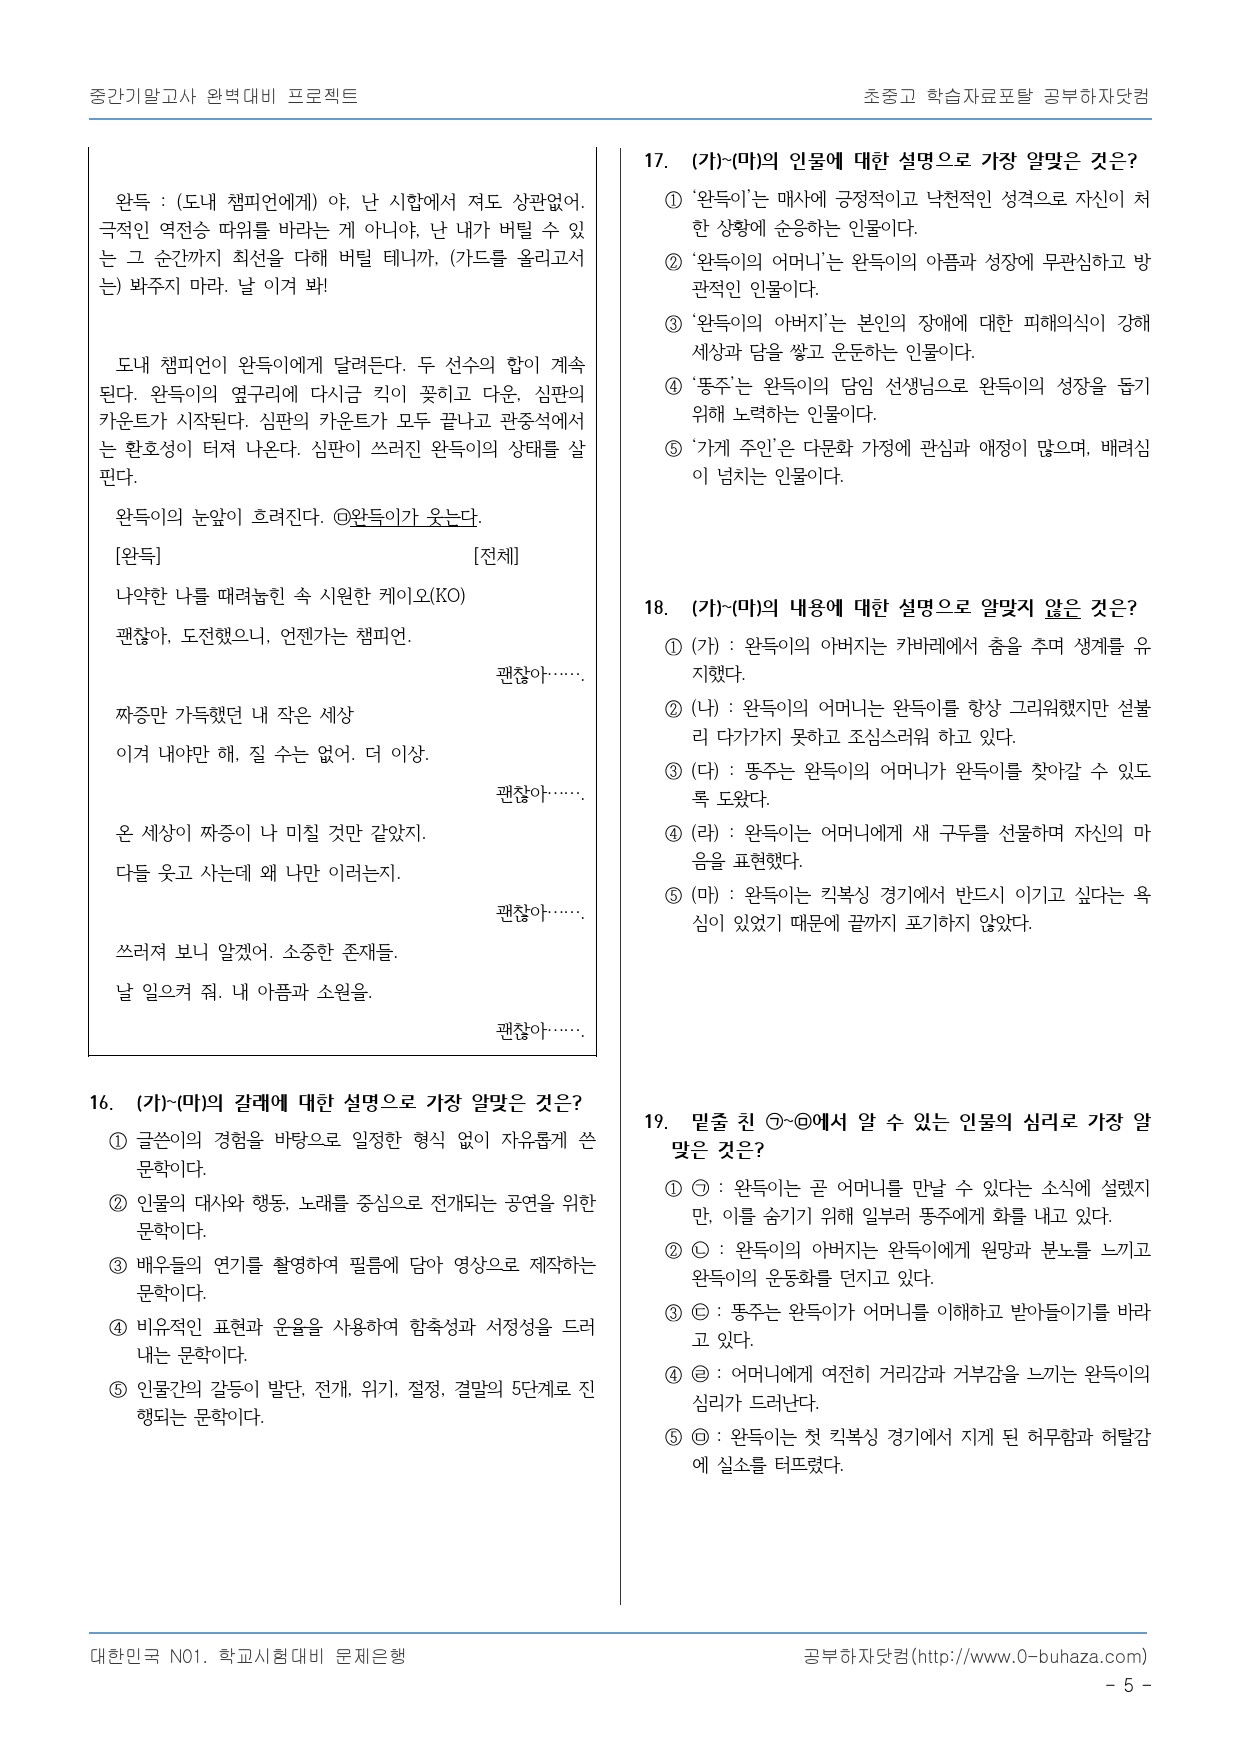 중간기말고사 완벽대비 프로젝트
초중고 학습자료포탈 공부하자닷컴
완득 : (도내 챔피언에게) 야, 난 시합에서 져도 상관없어.
극적인 역전승 따위를 바라는 게 아니야, 난 내가 버틸 수 있
는 그 순간까지 최선을 다해 버틸 테니까, (가드를 올리고서
는) 봐주지 마라. 날 이겨 봐!
도내 챔피언이 완득이에게 달려든다. 두 선수의 합이 계속
된다. 완득이의 옆구리에 다시금 킥이 꽂히고 다운, 심판의
카운트가 시작된다. 심판의 카운트가 모두 끝나고 관중석에서
는 환호성이 터져 나온다. 심판이 쓰러진 완득이의 상태를 살
핀다.
완득이의 눈앞이 흐려진다. ㉤완득이가 웃는다.
[완득] [전체]
나약한 나를 때려눕힌 속 시원한 케이오(KO)
괜찮아, 도전했으니, 언젠가는 챔피언.
괜찮아⋯⋯.
짜증만 가득했던 내 작은 세상
이겨 내야만 해, 질 수는 없어. 더 이상.
괜찮아⋯⋯.
온 세상이 짜증이 나 미칠 것만 같았지.
다들 웃고 사는데 왜 나만 이러는지.
괜찮아⋯⋯.
쓰러져 보니 알겠어. 소중한 존재들.
날 일으켜 줘. 내 아픔과 소원을.
괜찮아⋯⋯.
16. (가)~(마)의 갈래에 대한 설명으로 가장 알맞은 것은?
① 글쓴이의 경험을 바탕으로 일정한 형식 없이 자유롭게 쓴
문학이다.
② 인물의 대사와 행동, 노래를 중심으로 전개되는 공연을 위한
문학이다.
③ 배우들의 연기를 촬영하여 필름에 담아 영상으로 제작하는
문학이다.
④ 비유적인 표현과 운율을 사용하여 함축성과 서정성을 드러
내는 문학이다.
⑤ 인물간의 갈등이 발단, 전개, 위기, 절정, 결말의 5단계로 진
행되는 문학이다.
17. (가)~(마)의 인물에 대한 설명으로 가장 알맞은 것은?
① ‘완득이’는 매사에 긍정적이고 낙천적인 성격으로 자신이 처
한 상황에 순응하는 인물이다.
② ‘완득이의 어머니’는 완득이의 아픔과 성장에 무관심하고 방
관적인 인물이다.
③ ‘완득이의 아버지’는 본인의 장애에 대한 피해의식이 강해
세상과 담을 쌓고 운둔하는 인물이다.
④ ‘똥주’는 완득이의 담임 선생님으로 완득이의 성장을 돕기
위해 노력하는 인물이다.
⑤ ‘가게 주인’은 다문화 가정에 관심과 애정이 많으며, 배려심
이 넘치는 인물이다.
18. (가)~(마)의 내용에 대한 설명으로 알맞지 않은 것은?
① (가) : 완득이의 아버지는 카바레에서 춤을 추며 생계를 유
지했다.
② (나) : 완득이의 어머니는 완득이를 항상 그리워했지만 섣불
리 다가가지 못하고 조심스러워 하고 있다.
③ (다) : 똥주는 완득이의 어머니가 완득이를 찾아갈 수 있도
록 도왔다.
④ (라) : 완득이는 어머니에게 새 구두를 선물하며 자신의 마
음을 표현했다.
⑤ (마) : 완득이는 킥복싱 경기에서 반드시 이기고 싶다는 욕
심이 있었기 때문에 끝까지 포기하지 않았다.
19. 밑줄 친 ㉠~㉤에서 알 수 있는 인물의 심리로 가장 알
맞은 것은?
① ㉠ : 완득이는 곧 어머니를 만날 수 있다는 소식에 설렜지
만, 이를 숨기기 위해 일부러 똥주에게 화를 내고 있다.
② ㉡ : 완득이의 아버지는 완득이에게 원망과 분노를 느끼고
완득이의 운동화를 던지고 있다.
③ ㉢ : 똥주는 완득이가 어머니를 이해하고 받아들이기를 바라
고 있다.
④ ㉣ : 어머니에게 여전히 거리감과 거부감을 느끼는 완득이의
심리가 드러난다.
⑤ ㉤ : 완득이는 첫 킥복싱 경기에서 지게 된 허무함과 허탈감
에 실소를 터뜨렸다.
대한민국 N01. 학교시험대비 문제은행
공부하자닷컴(http://www.0-buhaza.com)
- 5 -